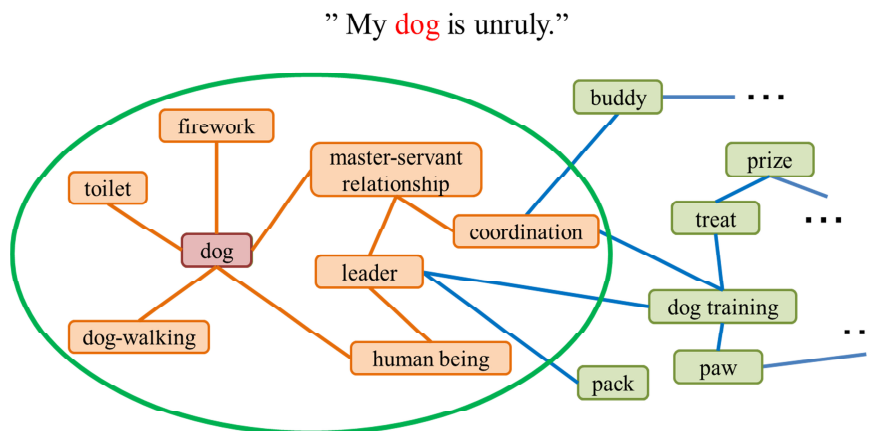 ” My dog is unruly.”
buddy
...
firework
prize
master-servant
relationship
toilet
treat
...
coordination
dog
leader
dog training
...
dog-walking
human being
paw
pack